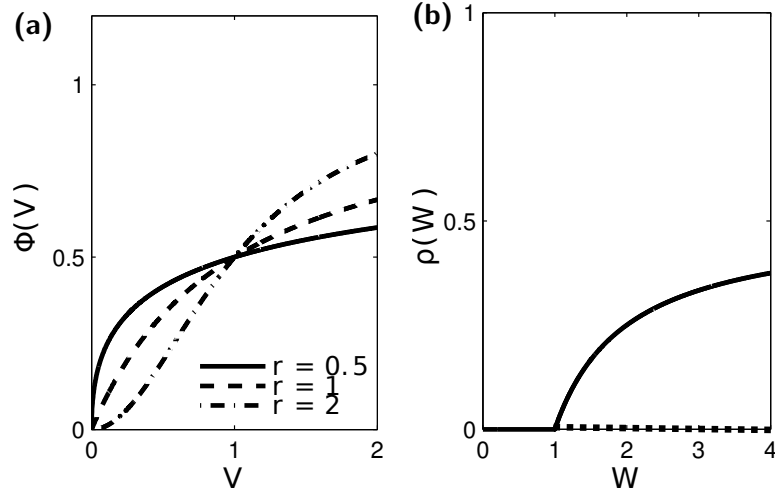 (a)
1
0.5
0
Φ(V)
r = 0.5
r = 1
r = 2
0 1 2
V
(b)
1
0.5
0
ρ(W)
0 1 2 3 4
W